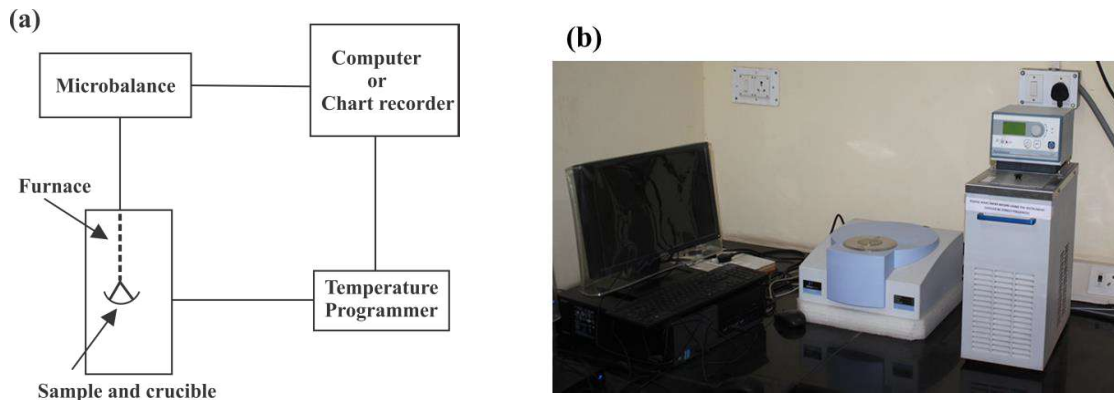 (a)
Microbalance
Computer
or
Chart recorder
Furnace
Temperature
Programmer
Sample and crucible
(b)